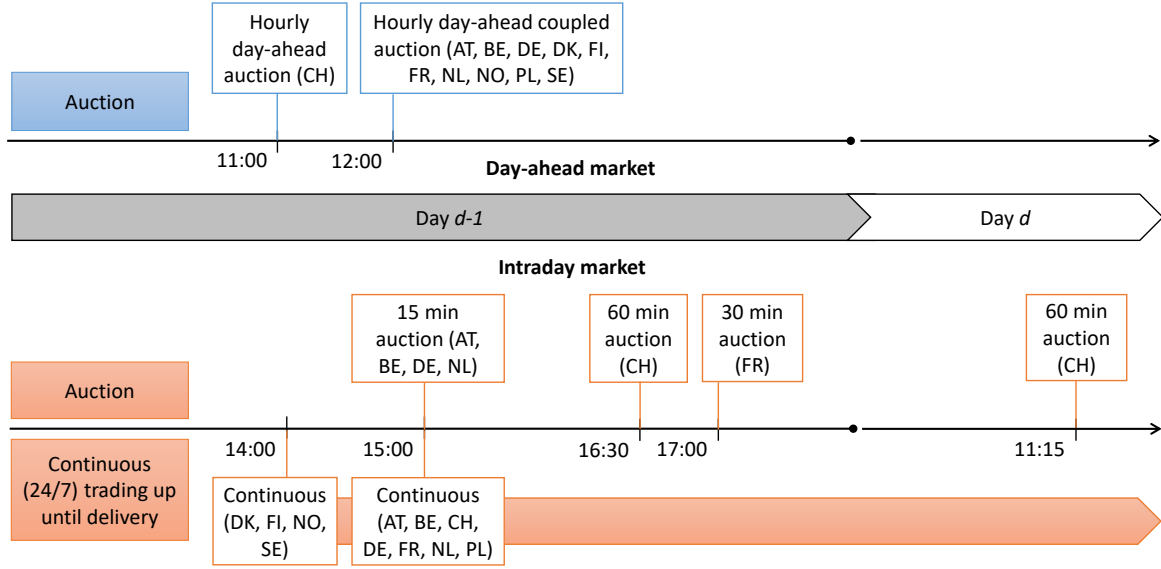 Hourly
day-ahead
auction (CH)
Hourly day-ahead coupled
auction (AT, BE, DE, DK, FI,
FR, NL, NO, PL, SE)
Auction
11:00
12:00
Day-ahead market
Day d-1
Day d
Intraday market
15 min
auction (AT,
BE, DE, NL)
60 min
auction
(CH)
30 min
auction
(FR)
60 min
auction
(CH)
Auction
14:00
15:00
16:30
17:00
11:15
Continuous
(24/7) trading up
until delivery
Continuous
(DK, FI, NO,
SE)
Continuous
(AT, BE, CH,
DE, FR, NL, PL)